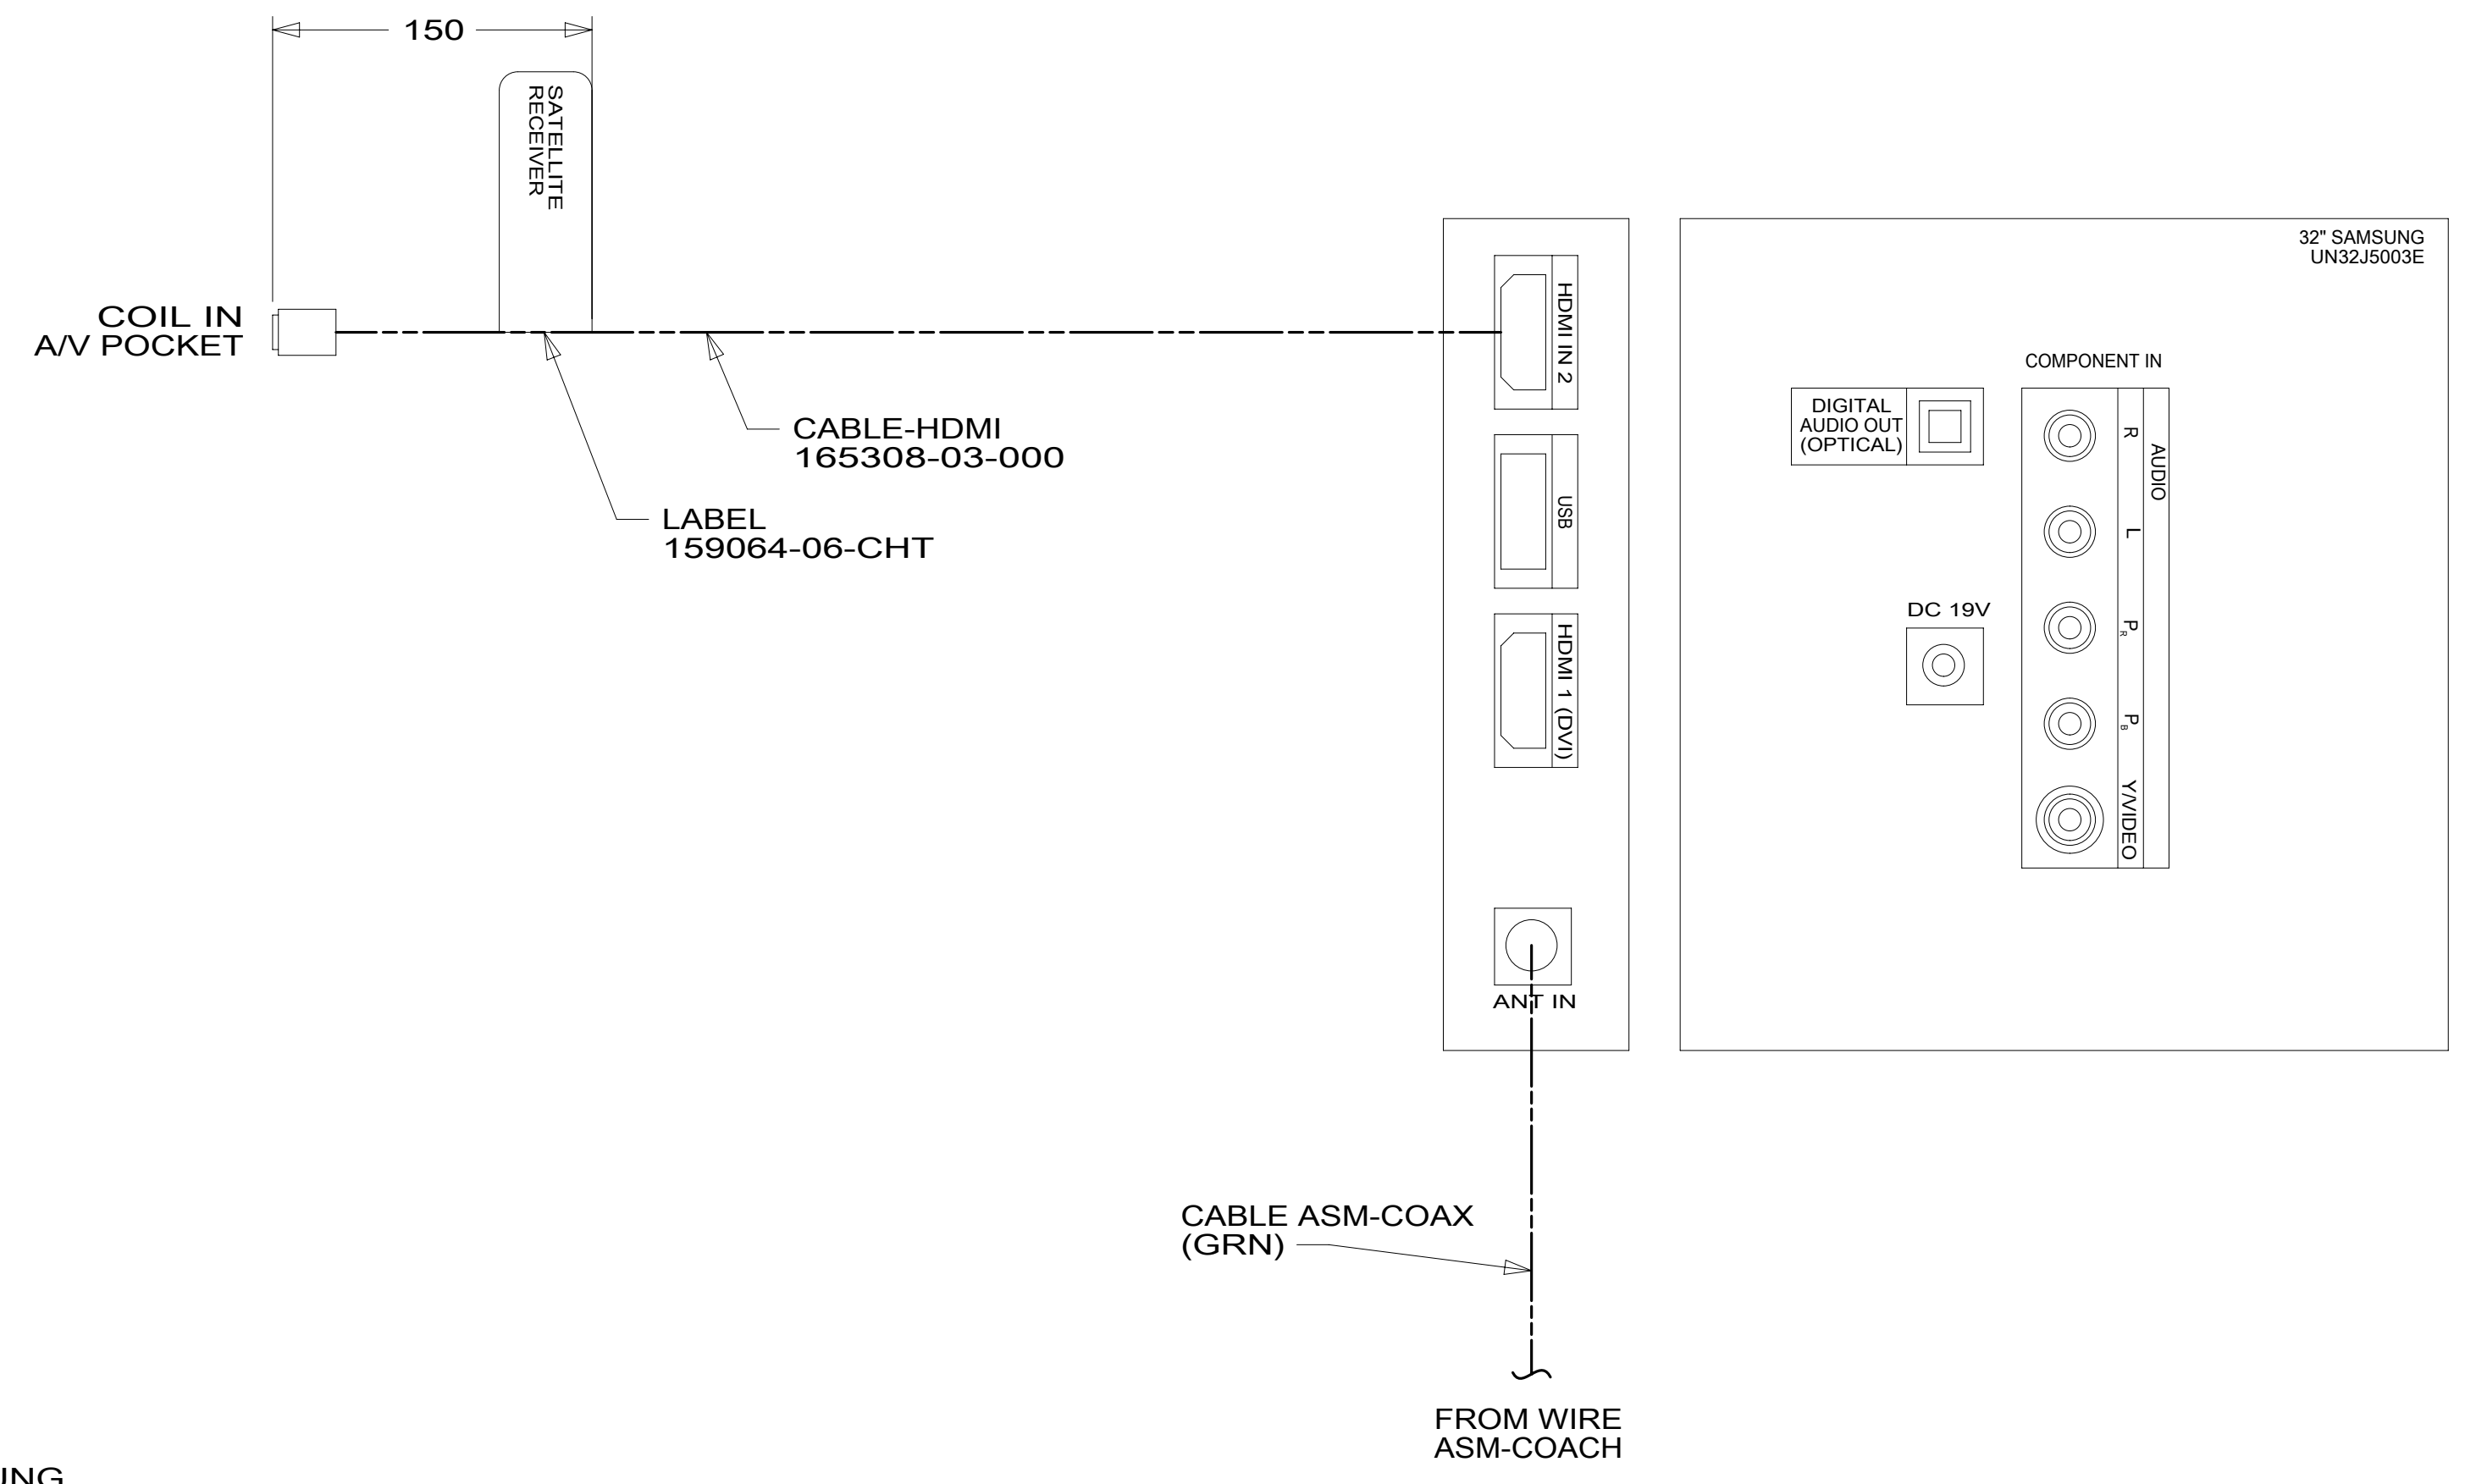 150
SATELLITE
RECEIVER
COIL IN
A/V POCKET
CABLE-HDMI
165308-03-000
LABEL
159064-06-CHT
HDMI IN 2
USB
HDMI 1 (DVI)
ANT IN
32" SAMSUNG
UN32J5003E
COMPONENT IN
DIGITAL
AUDIO OUT
(OPTICAL)
R
L
AUDIO
DC 19V
PR
PB
Y/VIDEO
CABLE ASM-COAX
(GRN)
FROM WIRE
ASM-COACH